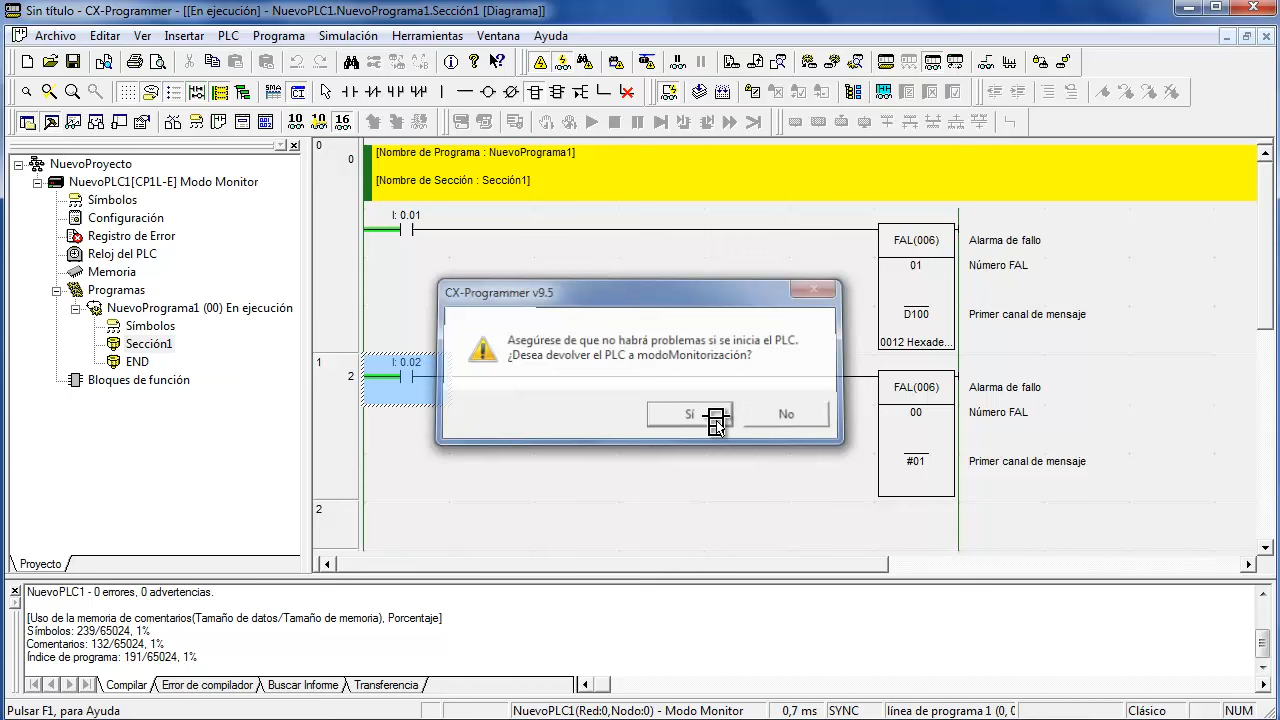 Sin título - CX-Programmer - [[En ejecución] - NuevoPLC1.NuevoPrograma1.Sección1 [Diagrama]]
Archivo Editar Ver Insertar PLC Programa Simulación Herramientas Ventana Ayuda
10 10 16
NuevoProyecto
NuevoPLC1[CP1L-E] Modo Monitor
Símbolos
Configuración
Registro de Error
Reloj del PLC
Memoria
Programas
NuevoPrograma1 (00) En ejecución
Símbolos
Sección1
END
Bloques de función
Proyecto
0
0
[Nombre de Programa : NuevoPrograma1]
[Nombre de Sección : Sección1]
I: 0.01
FAL(006) Alarma de fallo
01 Número FAL
D100 Primer canal de mensaje
0012 Hexade...
1
2
I: 0.02
FAL(006) Alarma de fallo
00 Número FAL
#01 Primer canal de mensaje
2
CX-Programmer v9.5
Asegúrese de que no habrá problemas si se inicia el PLC.
¿Desea devolver el PLC a modoMonitorización?
Sí No
NuevoPLC1 - 0 errores, 0 advertencias.
[Uso de la memoria de comentarios(Tamaño de datos/Tamaño de memoria), Porcentaje]
Símbolos: 239/65024, 1%
Comentarios: 132/65024, 1%
Índice de programa: 191/65024, 1%
Compilar Error de compilador Buscar Informe Transferencia
Pulsar F1, para Ayuda NuevoPLC1(Red:0,Nodo:0) - Modo Monitor 0,7 ms SYNC línea de programa 1 (0, Clásico NUM